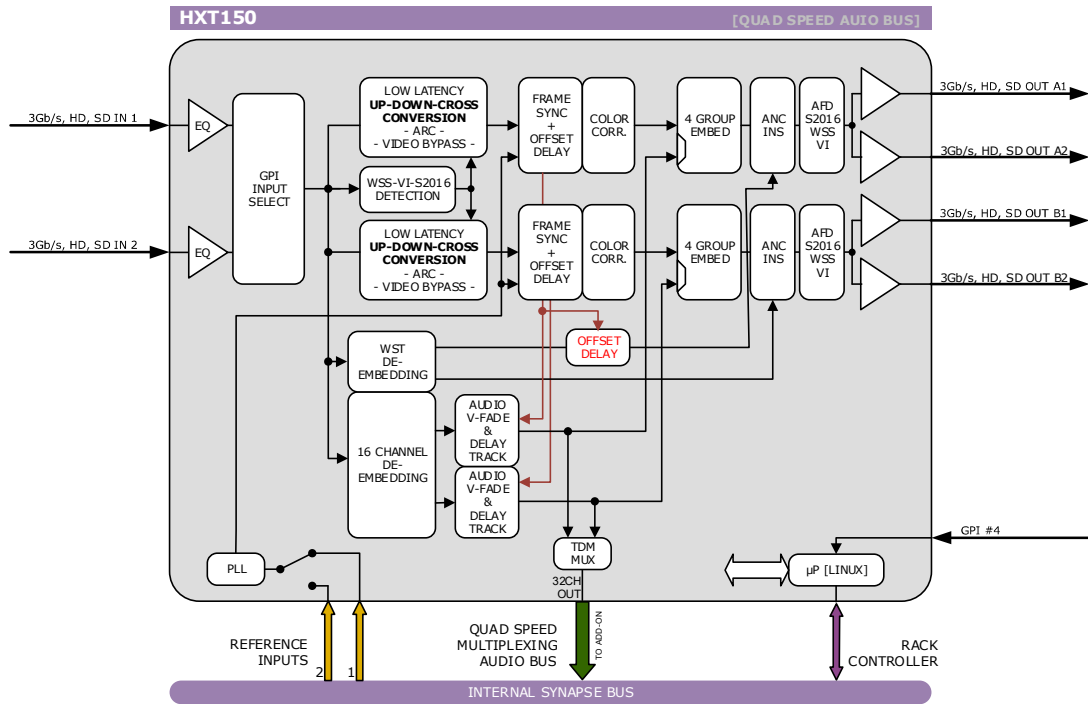 HXT150
[QUAD SPEED AUIO BUS]
3Gb/s, HD, SD IN 1
EQ
3Gb/s, HD, SD IN 2
EQ
GPI
INPUT
SELECT
LOW LATENCY
UP-DOWN-CROSS
CONVERSION
- ARC -
- VIDEO BYPASS -
WSS-VI-S2016
DETECTION
LOW LATENCY
UP-DOWN-CROSS
CONVERSION
- ARC -
- VIDEO BYPASS -
FRAME
SYNC
+
OFFSET
DELAY
COLOR
CORR.
4 GROUP
EMBED
ANC
INS
AFD
S2016
WSS
VI
3Gb/s, HD, SD OUT A1
3Gb/s, HD, SD OUT A2
FRAME
SYNC
+
OFFSET
DELAY
COLOR
CORR.
4 GROUP
EMBED
ANC
INS
AFD
S2016
WSS
VI
3Gb/s, HD, SD OUT B1
3Gb/s, HD, SD OUT B2
WST
DE-
EMBEDDING
OFFSET
DELAY
16 CHANNEL
DE-
EMBEDDING
AUDIO
V-FADE
&
DELAY
TRACK
AUDIO
V-FADE
&
DELAY
TRACK
TDM
MUX
32CH
OUT
PLL
GPI #4
µP [LINUX]
REFERENCE
INPUTS
2
1
QUAD SPEED
MULTIPLEXING
AUDIO BUS
TO ADD-ON
RACK
CONTROLLER
INTERNAL SYNAPSE BUS